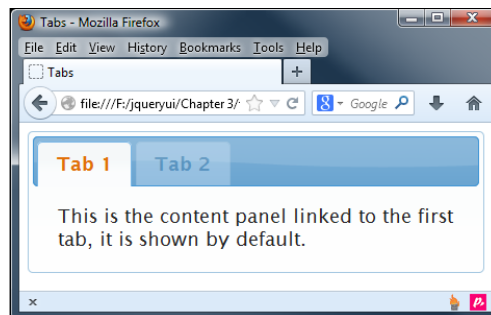 Tabs - Mozilla Firefox
File Edit View History Bookmarks Tools Help
Tabs
file:///F:/jqueryui/Chapter 3/
Google
Tab 1 Tab 2
This is the content panel linked to the first
tab, it is shown by default.